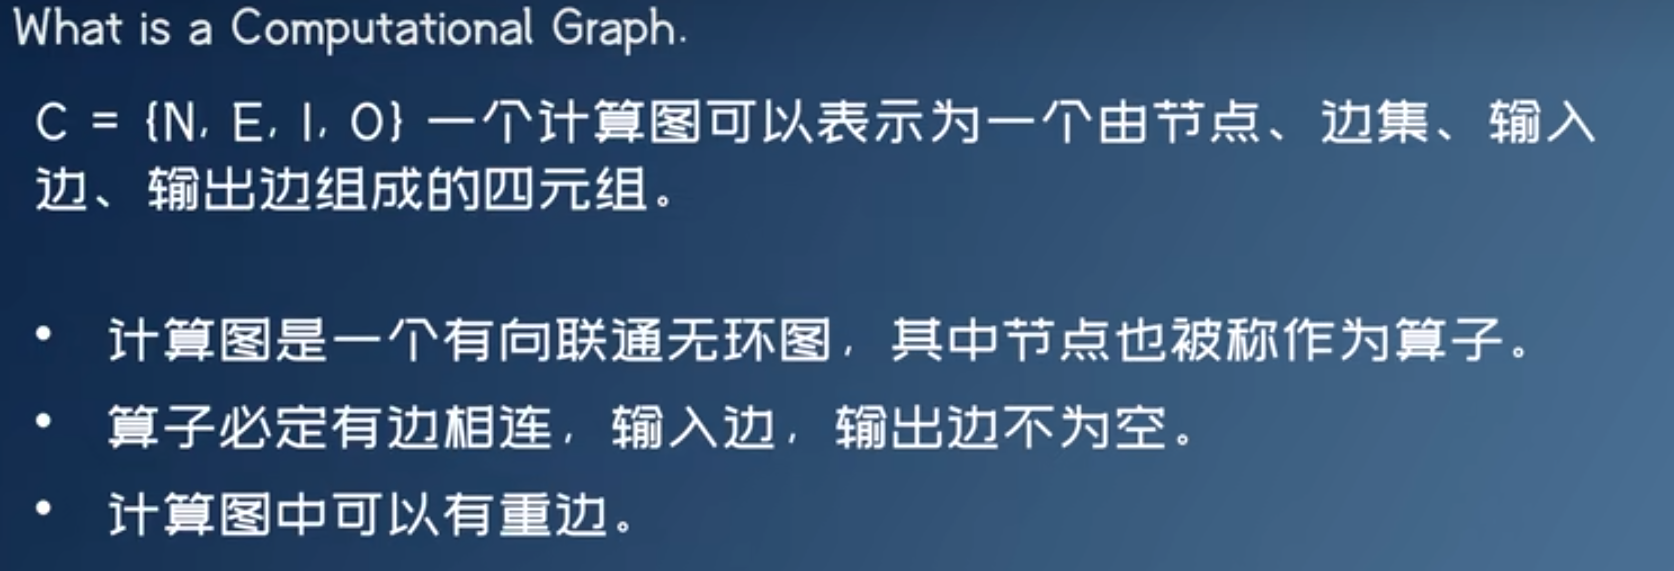 What is a Computational Graph.
C = {N, E, I, O} 一个计算图可以表示为一个由节点、边集、输入
边、输出边组成的四元组。
• 计算图是一个有向联通无环图，其中节点也被称作为算子。
• 算子必定有边相连，输入边，输出边不为空。
• 计算图中可以有重边。